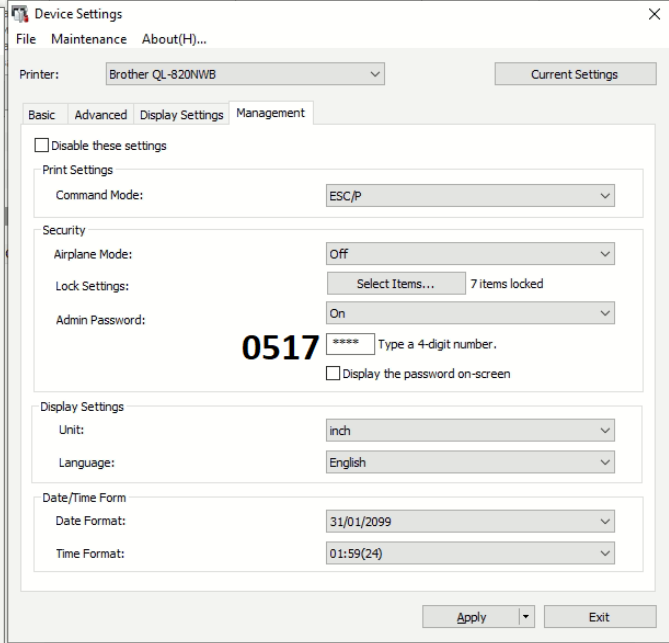 Device Settings
File Maintenance About(H)...
Printer: Brother QL-820NWB Current Settings
Basic Advanced Display Settings Management
Disable these settings
Print Settings
Command Mode: ESC/P
Security
Airplane Mode: Off
Lock Settings: Select Items... 7 items locked
Admin Password: On
0517 **** Type a 4-digit number.
Display the password on-screen
Display Settings
Unit: inch
Language: English
Date/Time Form
Date Format: 31/01/2099
Time Format: 01:59(24)
Apply Exit